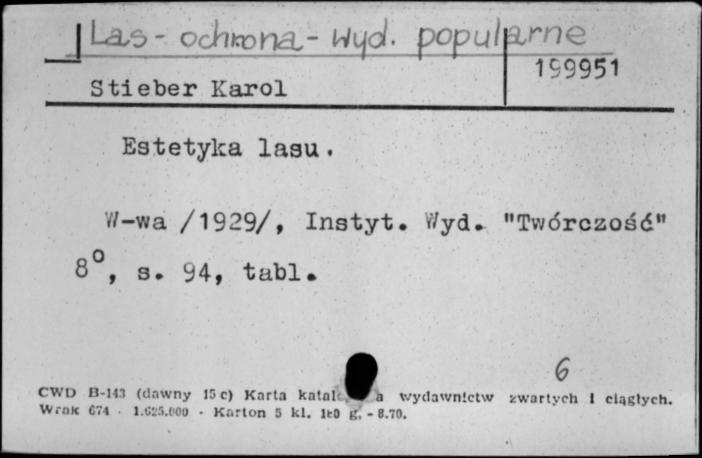 Las - ochrona - wyd. popularne
199951
Stieber Karol
Estetyka lasu.
W-wa /1929/, Instyt. Wyd. "Twórczość"
8°, s. 94, tabl.
6
CWD B-143 (dawny 15 c) Karta katal a wydawnictw zwartych i ciągłych.
Wrak 674 - 1.625.000 - Karton 5 kl. 180 g. - 8.70.